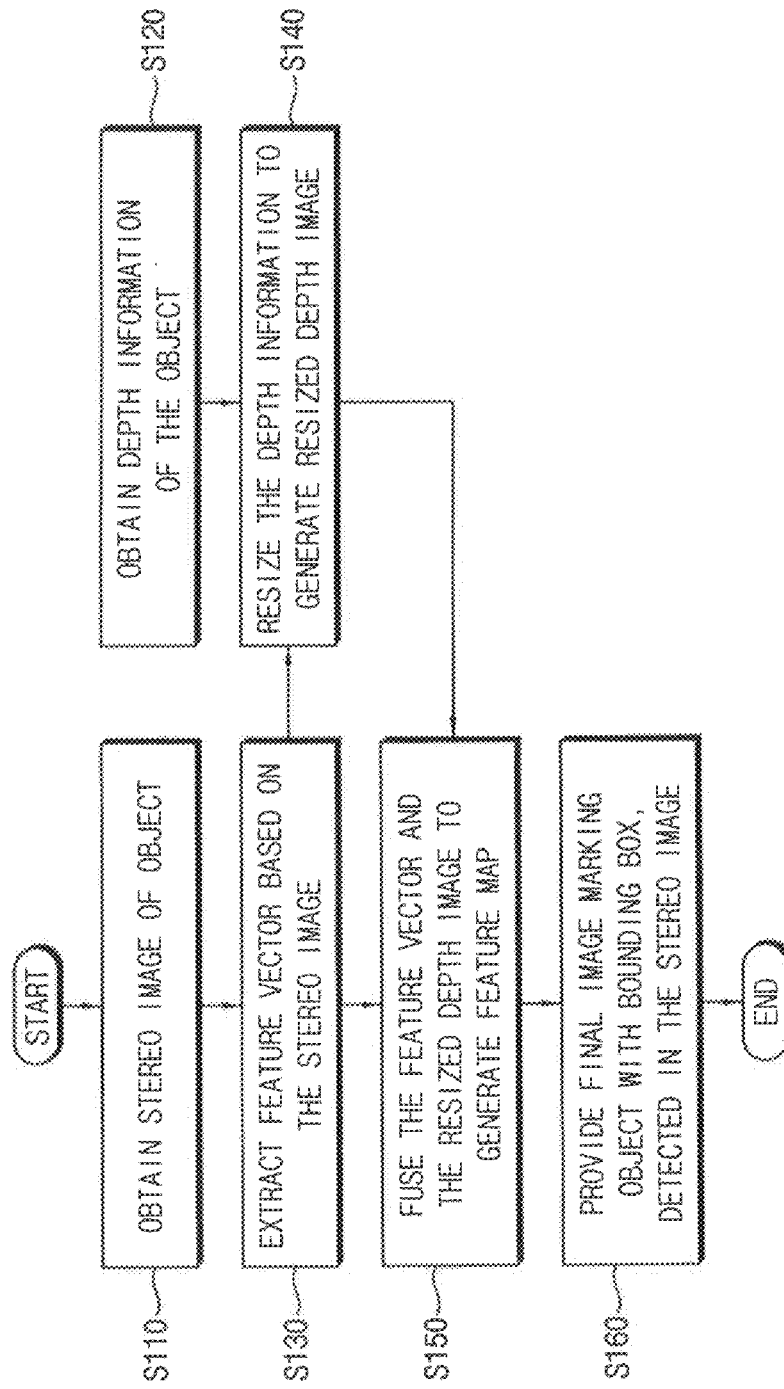 START
S110
OBTAIN STEREO IMAGE OF OBJECT
OBTAIN DEPTH INFORMATION
OF THE OBJECT
S120
S130
EXTRACT FEATURE VECTOR BASED ON
THE STEREO IMAGE
RESIZE THE DEPTH INFORMATION TO
GENERATE RESIZED DEPTH IMAGE
S140
S150
FUSE THE FEATURE VECTOR AND
THE RESIZED DEPTH IMAGE TO
GENERATE FEATURE MAP
S160
PROVIDE FINAL IMAGE MARKING
OBJECT WITH BOUNDING BOX,
DETECTED IN THE STEREO IMAGE
END